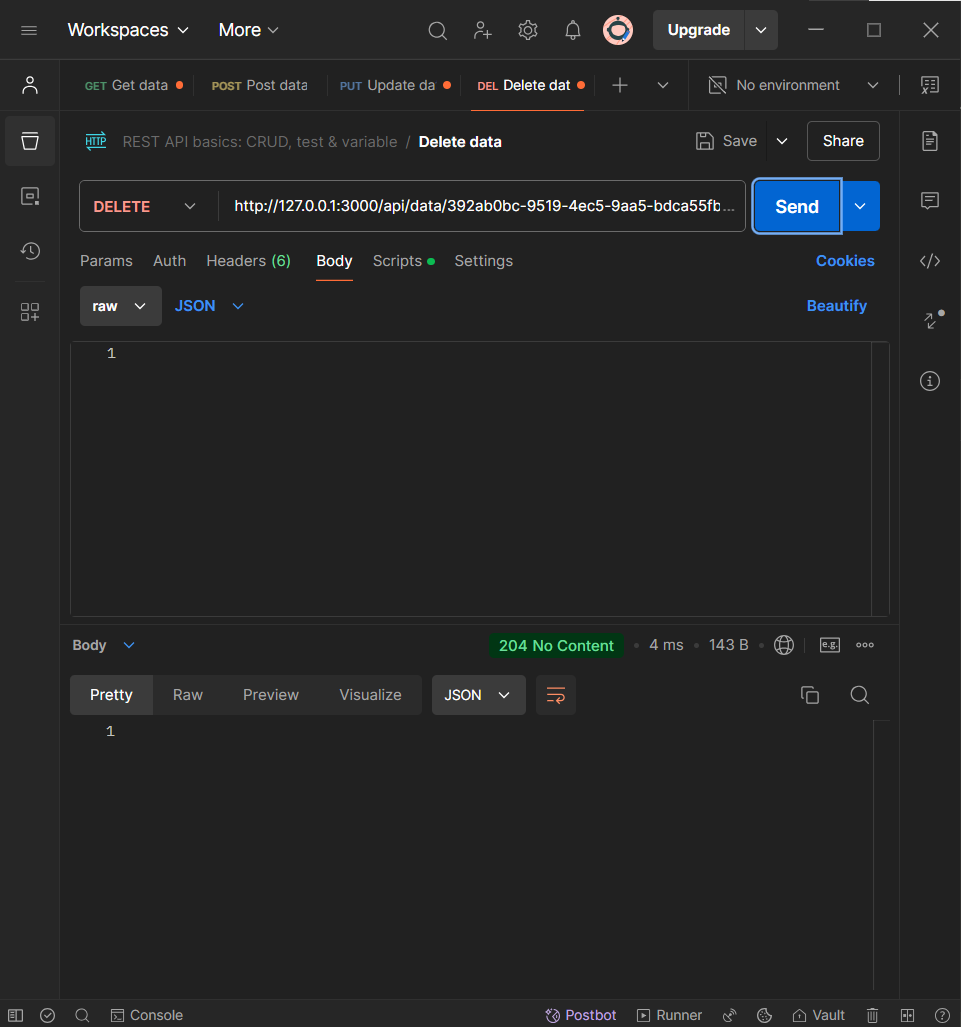 Workspaces More Upgrade
GET Get data POST Post data PUT Update da DEL Delete dat No environment
HTTP REST API basics: CRUD, test & variable / Delete data Save Share
DELETE http://127.0.0.1:3000/api/data/392ab0bc-9519-4ec5-9aa5-bdca55fb... Send
Params Auth Headers (6) Body Scripts Settings Cookies
raw JSON Beautify
1
Body 204 No Content 4 ms 143 B e.g.
Pretty Raw Preview Visualize JSON
1
Console Postbot Runner Vault